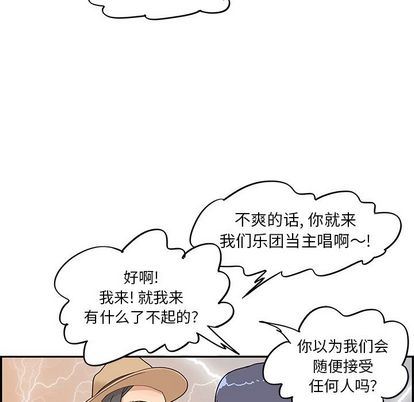 不爽的话, 你就来
我们乐团当主唱啊~!
好啊!
我来! 就我来
有什么了不起的?
你以为我们会
随便接受
任何人吗?